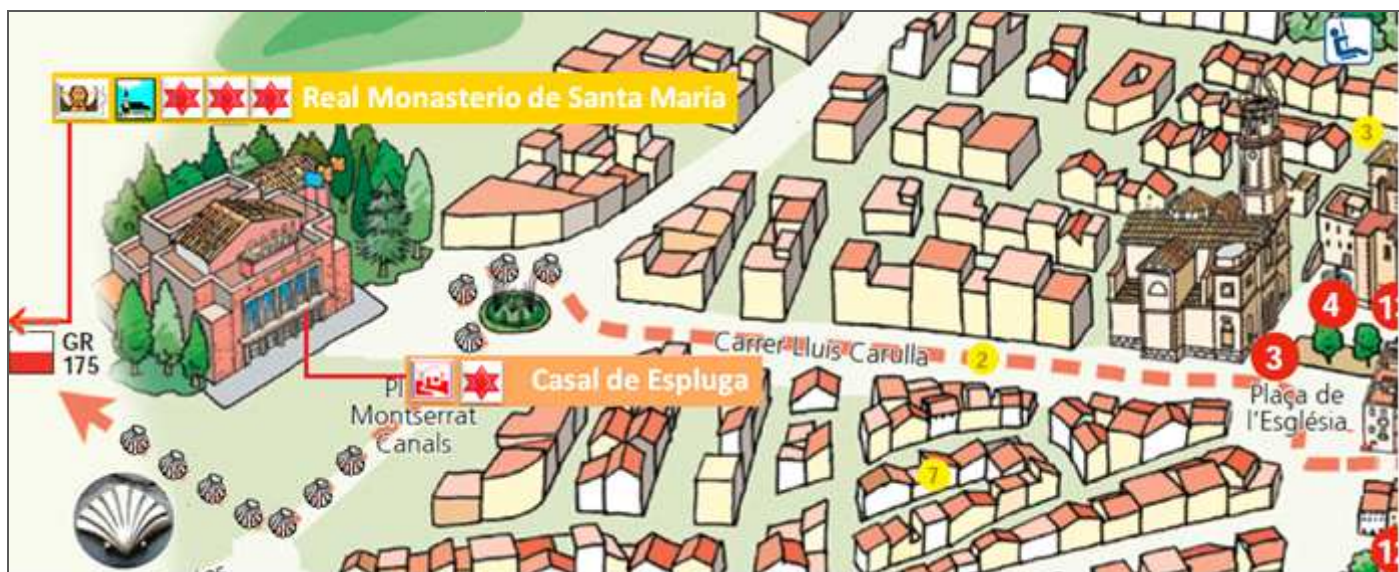 Real Monasterio de Santa Maria
3
GR
175
4
Carrer Lluís Carulla
2
3
Casal de Espluga
Pl
Montserrat
Canals
Plaça de
l'Església
7